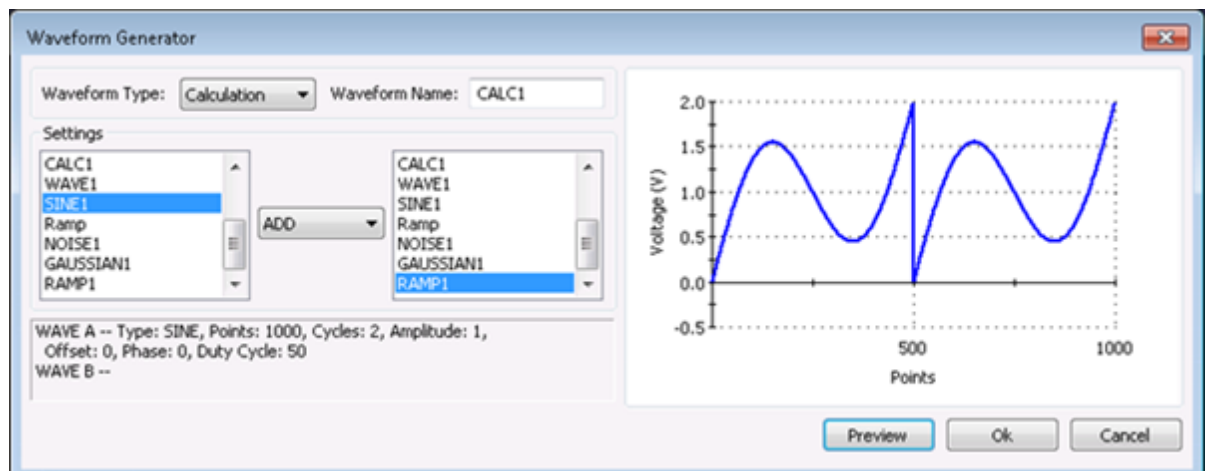 Waveform Generator
Waveform Type: Calculation Waveform Name: CALC1
Settings
CALC1
WAVE1
SINE1
Ramp
NOISE1
GAUSSIAN1
RAMP1
ADD
CALC1
WAVE1
SINE1
Ramp
NOISE1
GAUSSIAN1
RAMP1
WAVE A -- Type: SINE, Points: 1000, Cycles: 2, Amplitude: 1,
Offset: 0, Phase: 0, Duty Cycle: 50
WAVE B --
Voltage (V)
2.0
1.5
1.0
0.5
0.0
-0.5
500 1000
Points
Preview Ok Cancel